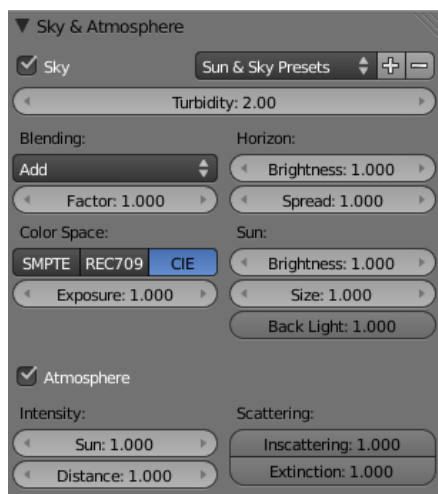 Sky & Atmosphere
Sky Sun & Sky Presets
Turbidity: 2.00
Blending: Horizon:
Add Brightness: 1.000
Factor: 1.000 Spread: 1.000
Color Space: Sun:
SMPTE REC709 CIE Brightness: 1.000
Exposure: 1.000 Size: 1.000
Back Light: 1.000
Atmosphere
Intensity: Scattering:
Sun: 1.000 Inscattering: 1.000
Distance: 1.000 Extinction: 1.000